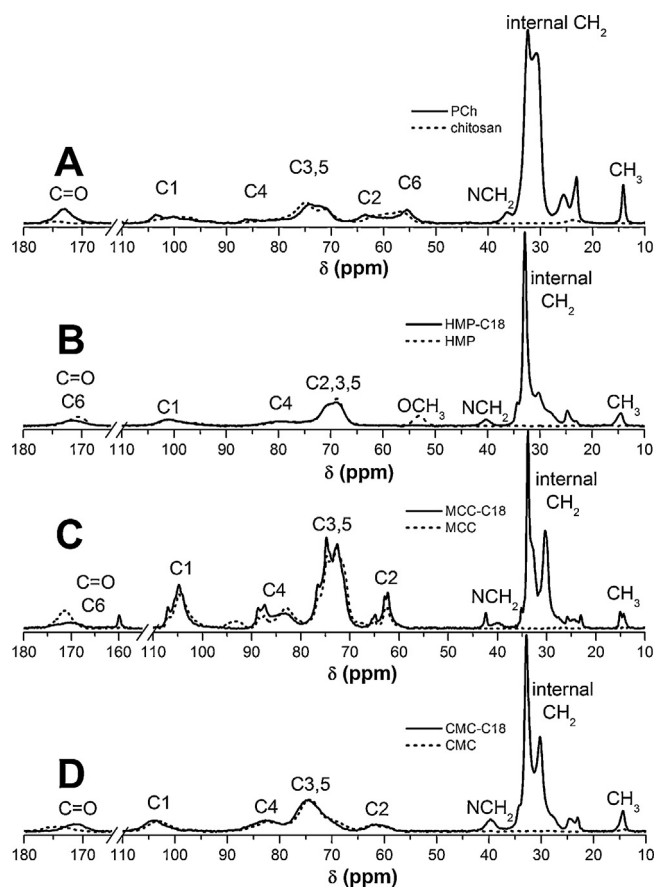 internal CH₂
PCh
chitosan
A
C=O
C1
C4
C3,5
C2
C6
NCH₂
CH₃
180 170 110 100 90 80 70 60 50 40 30 20 10
δ (ppm)
internal
CH₂
HMP-C18
HMP
B
C=O
C6
C1
C4
C2,3,5
OCH₃
NCH₂
CH₃
180 170 110 100 90 80 70 60 50 40 30 20 10
δ (ppm)
internal
CH₂
MCC-C18
MCC
C
C=O
C6
C1
C4
C3,5
C2
NCH₂
CH₃
180 170 160 110 100 90 80 70 60 50 40 30 20 10
δ (ppm)
internal
CH₂
CMC-C18
CMC
D
C=O
C1
C4
C3,5
C2
NCH₂
CH₃
180 170 110 100 90 80 70 60 50 40 30 20 10
δ (ppm)